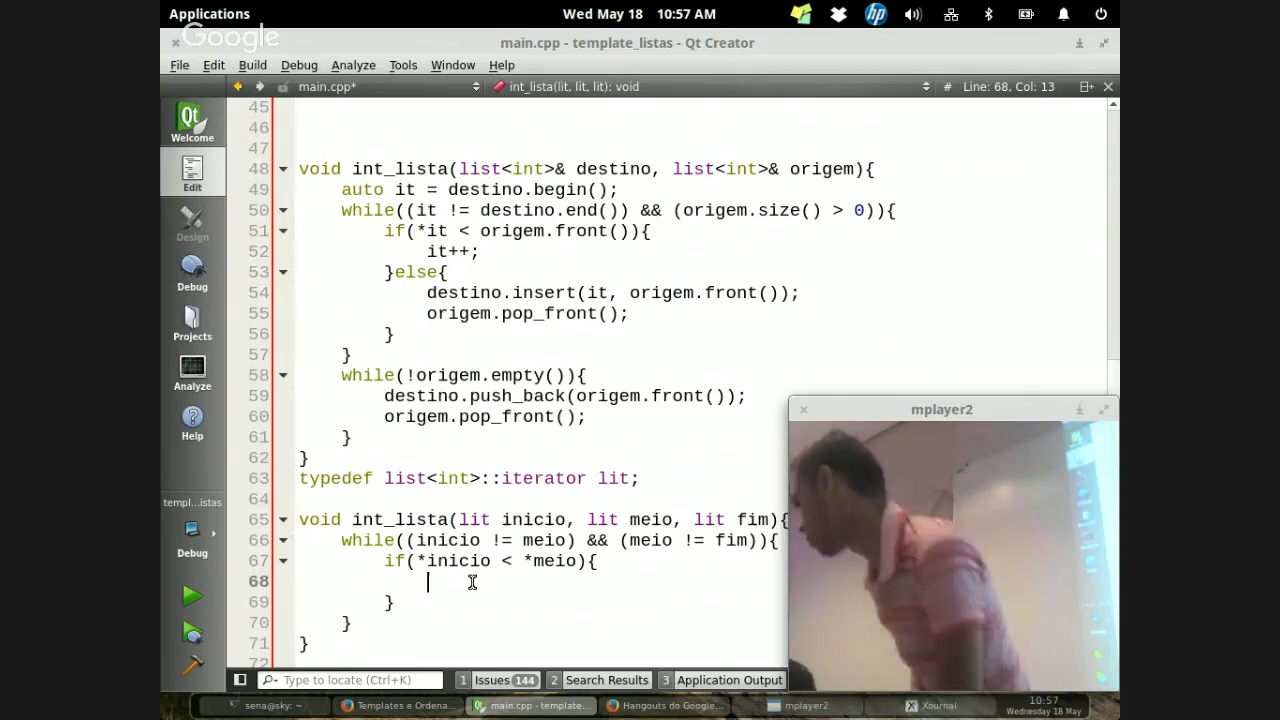 Applications
Wed May 18 10:57 AM
Google
main.cpp - template_listas - Qt Creator
File Edit Build Debug Analyze Tools Window Help
main.cpp* int_lista(lit, lit, lit): void # Line: 68, Col: 13
Welcome
Edit
Design
Debug
Projects
Analyze
Help
templ...istas
Debug
45
46
47
48 void int_lista(list<int>& destino, list<int>& origem){
49 auto it = destino.begin();
50 while((it != destino.end()) && (origem.size() > 0)){
51 if(*it < origem.front()){
52 it++;
53 }else{
54 destino.insert(it, origem.front());
55 origem.pop_front();
56 }
57 }
58 while(!origem.empty()){
59 destino.push_back(origem.front());
60 origem.pop_front();
61 }
62 }
63 typedef list<int>::iterator lit;
64
65 void int_lista(lit inicio, lit meio, lit fim){
66 while((inicio != meio) && (meio != fim)){
67 if(*inicio < *meio){
68
69 }
70 }
71 }
72
mplayer2
Type to locate (Ctrl+K) 1 Issues 144 2 Search Results 3 Application Output
sena@sky: ~ Templates e Ordena... main.cpp - template... Hangouts do Google... mplayer2 Xournal 10:57
Wednesday 18 May